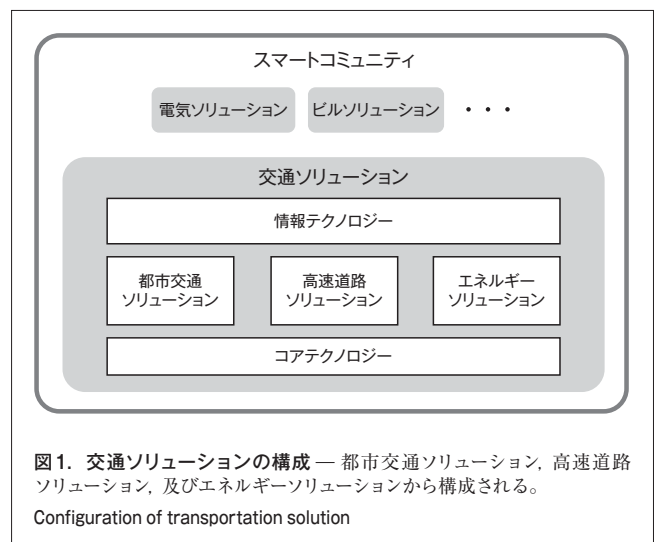 スマートコミュニティ
電気ソリューション ビルソリューション ・・・
交通ソリューション
情報テクノロジー
都市交通
ソリューション
高速道路
ソリューション
エネルギー
ソリューション
コアテクノロジー
図1. 交通ソリューションの構成 — 都市交通ソリューション, 高速道路
ソリューション, 及びエネルギーソリューションから構成される。
Configuration of transportation solution